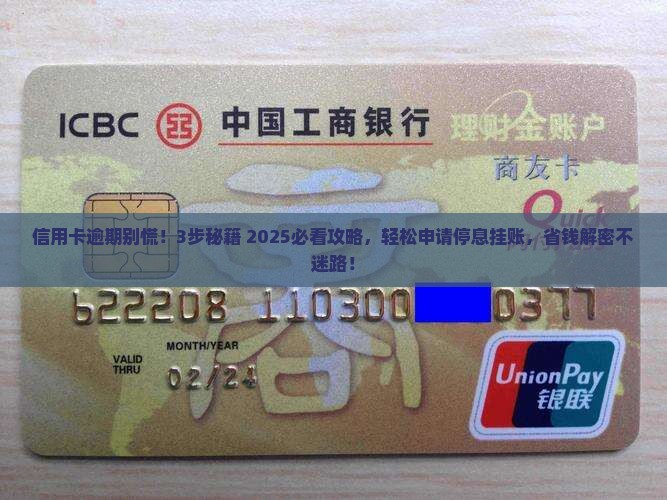 ICBC 中国工商银行 理财金账户
商友卡
Quick
信用卡逾期别慌！3步秘籍 2025必看攻略，轻松申请停息挂账，省钱解密不
迷路！
622208 110300 0377
MONTH/YEAR
VALID
THRU
02/24
商
UnionPay
银联